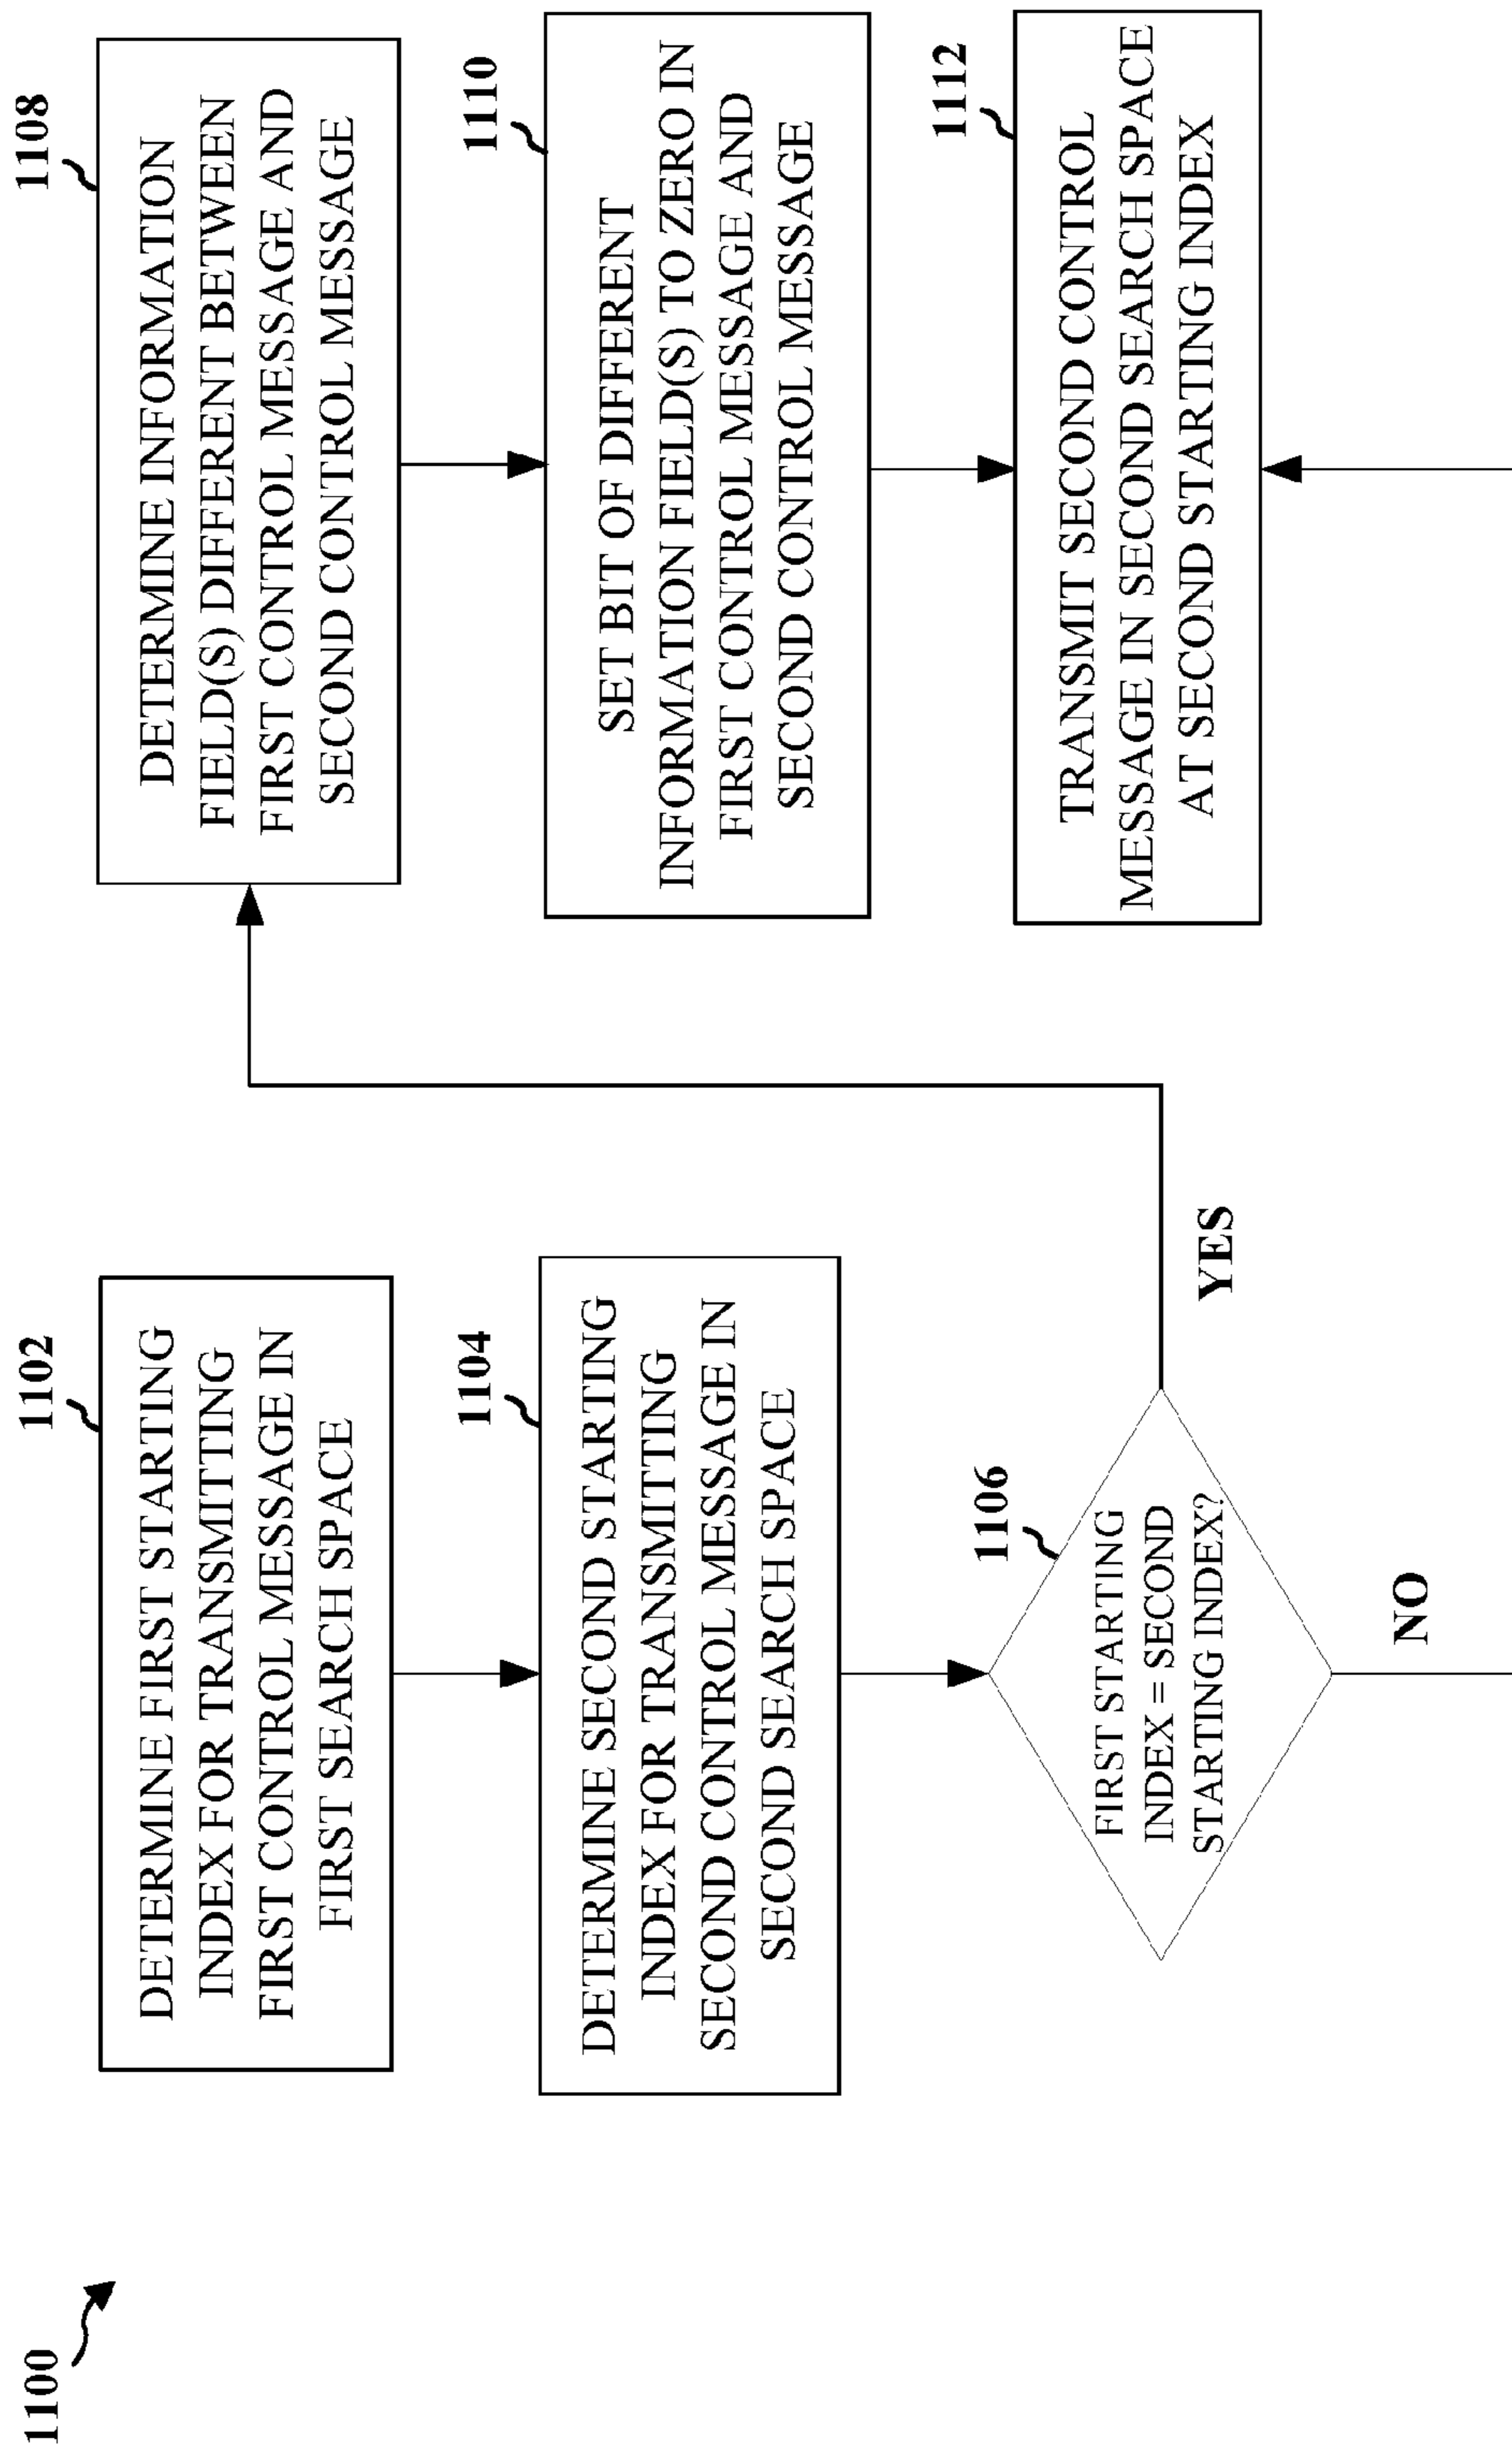 1100
1102
DETERMINE FIRST STARTING
INDEX FOR TRANSMITTING
FIRST CONTROL MESSAGE IN
FIRST SEARCH SPACE
1104
DETERMINE SECOND STARTING
INDEX FOR TRANSMITTING
SECOND CONTROL MESSAGE IN
SECOND SEARCH SPACE
1106
FIRST STARTING
INDEX = SECOND
STARTING INDEX?
YES
NO
1108
DETERMINE INFORMATION
FIELD(S) DIFFERENT BETWEEN
FIRST CONTROL MESSAGE AND
SECOND CONTROL MESSAGE
1110
SET BIT OF DIFFERENT
INFORMATION FIELD(S) TO ZERO IN
FIRST CONTROL MESSAGE AND
SECOND CONTROL MESSAGE
1112
TRANSMIT SECOND CONTROL
MESSAGE IN SECOND SEARCH SPACE
AT SECOND STARTING INDEX